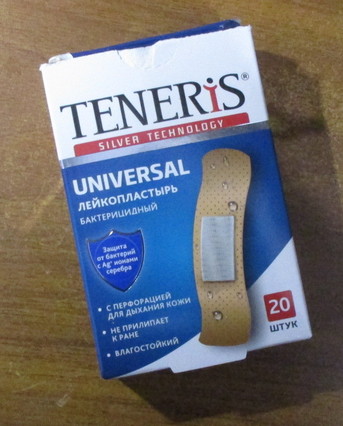 TENERIS®
SILVER TECHNOLOGY
UNIVERSAL
ЛЕЙКОПЛАСТЫРЬ
БАКТЕРИЦИДНЫЙ
Защита
от бактерий
с Ag⁺ ионами
серебра
• С ПЕРФОРАЦИЕЙ
ДЛЯ ДЫХАНИЯ КОЖИ
• НЕ ПРИЛИПАЕТ
К РАНЕ
• ВЛАГОСТОЙКИЙ
20
ШТУК